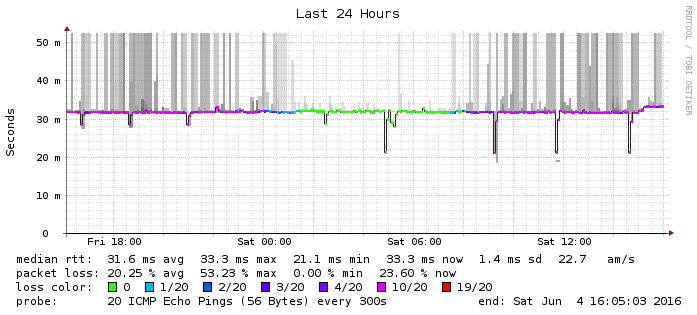 Last 24 Hours
RRDTOOL / TOBI OETIKER
Seconds
50 m
40 m
30 m
20 m
10 m
0
Fri 18:00 Sat 00:00 Sat 06:00 Sat 12:00
median rtt: 31.6 ms avg 33.3 ms max 21.1 ms min 33.3 ms now 1.4 ms sd 22.7 am/s
packet loss: 20.25 % avg 53.23 % max 0.00 % min 23.60 % now
loss color: 0 1/20 2/20 3/20 4/20 10/20 19/20
probe: 20 ICMP Echo Pings (56 Bytes) every 300s end: Sat Jun 4 16:05:03 2016